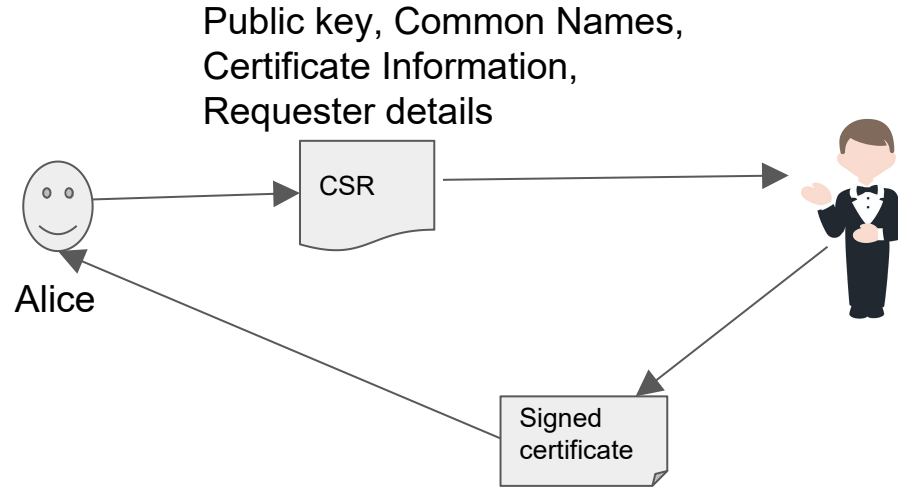 Public key, Common Names,
Certificate Information,
Requester details
CSR
Alice
Signed
certificate